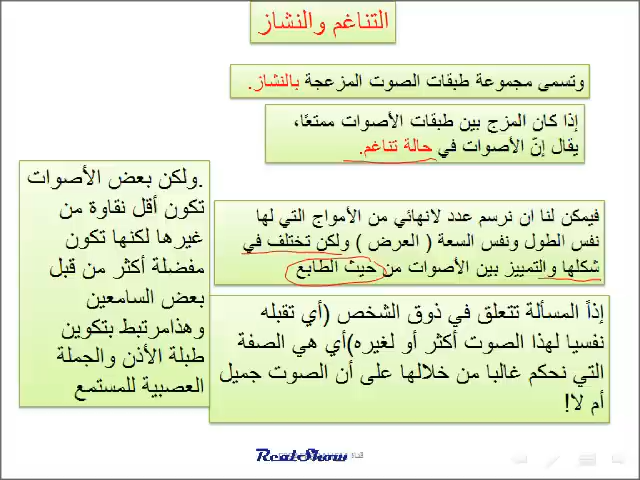 التناغم والنشاز
وتسمى مجموعة طبقات الصوت المزعجة بالنشاز.
إذا كان المزج بين طبقات الأصوات ممتعًا،
يقال إنّ الأصوات في حالة تناغم.
فيمكن لنا ان نرسم عدد لانهائي من الأمواج التي لها
نفس الطول ونفس السعة ( العرض ) ولكن تختلف في
شكلها والتمييز بين الأصوات من حيث الطابع
.ولكن بعض الأصوات
تكون أقل نقاوة من
غيرها لكنها تكون
مفضلة أكثر من قبل
بعض السامعين
وهذامرتبط بتكوين
طبلة الأذن والجملة
العصبية للمستمع
إذاً المسألة تتعلق في ذوق الشخص (أي تقبله
نفسيا لهذا الصوت أكثر أو لغيره)أي هي الصفة
التي نحكم غالبا من خلالها على أن الصوت جميل
أم لا!
RealShow